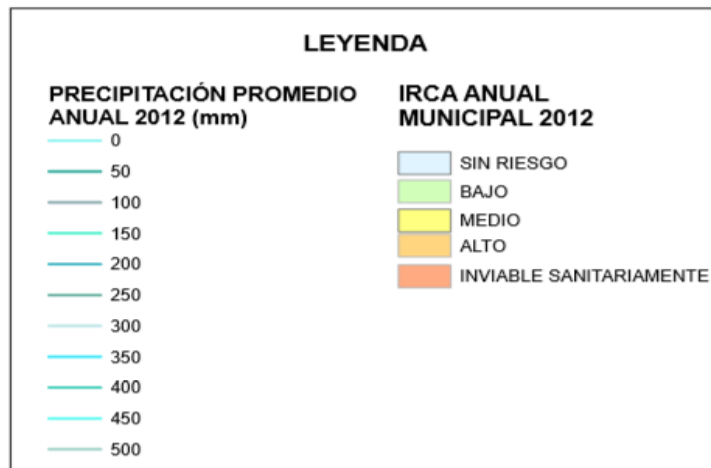 LEYENDA
PRECIPITACIÓN PROMEDIO
ANUAL 2012 (mm)
0
50
100
150
200
250
300
350
400
450
500
IRCA ANUAL
MUNICIPAL 2012
SIN RIESGO
BAJO
MEDIO
ALTO
INVIABLE SANITARIAMENTE